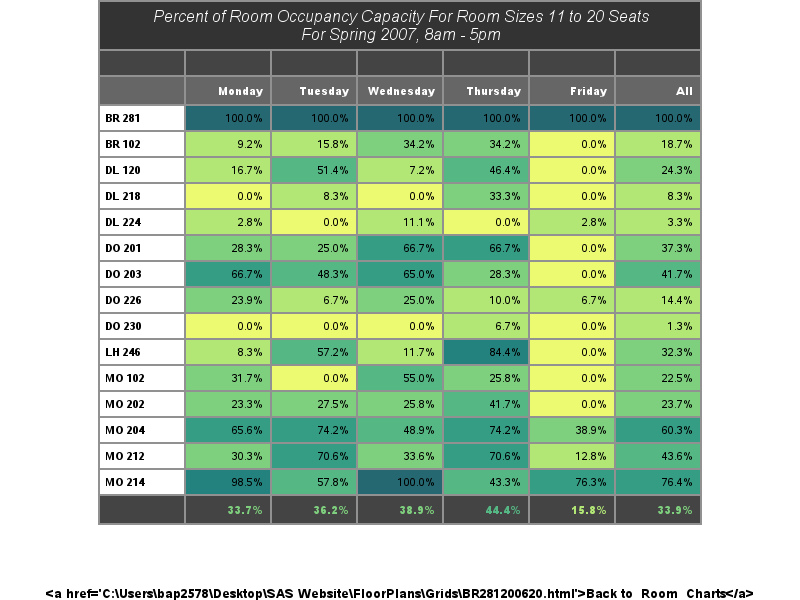 Percent of Room Occupancy Capacity For Room Sizes 11 to 20 Seats
For Spring 2007, 8am - 5pm
Monday Tuesday Wednesday Thursday Friday All
BR 281 100.0% 100.0% 100.0% 100.0% 100.0% 100.0%
BR 102 9.2% 15.8% 34.2% 34.2% 0.0% 18.7%
DL 120 16.7% 51.4% 7.2% 46.4% 0.0% 24.3%
DL 218 0.0% 8.3% 0.0% 33.3% 0.0% 8.3%
DL 224 2.8% 0.0% 11.1% 0.0% 2.8% 3.3%
DO 201 28.3% 25.0% 66.7% 66.7% 0.0% 37.3%
DO 203 66.7% 48.3% 65.0% 28.3% 0.0% 41.7%
DO 226 23.9% 6.7% 25.0% 10.0% 6.7% 14.4%
DO 230 0.0% 0.0% 0.0% 6.7% 0.0% 1.3%
LH 246 8.3% 57.2% 11.7% 84.4% 0.0% 32.3%
MO 102 31.7% 0.0% 55.0% 25.8% 0.0% 22.5%
MO 202 23.3% 27.5% 25.8% 41.7% 0.0% 23.7%
MO 204 65.6% 74.2% 48.9% 74.2% 38.9% 60.3%
MO 212 30.3% 70.6% 33.6% 70.6% 12.8% 43.6%
MO 214 98.5% 57.8% 100.0% 43.3% 76.3% 76.4%
33.7% 36.2% 38.9% 44.4% 15.8% 33.9%
<a href='C:\Users\bap2578\Desktop\SAS Website\FloorPlans\Grids\BR281200620.html'>Back to Room Charts</a>